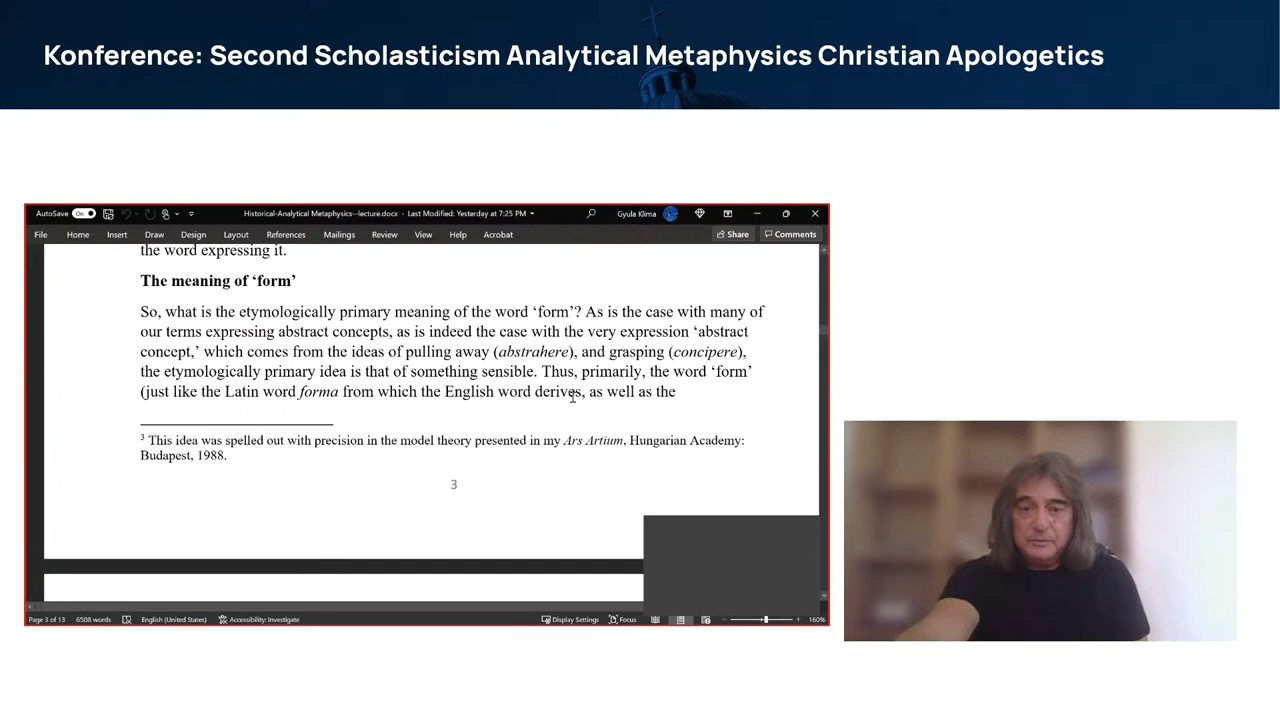 Konference: Second Scholasticism Analytical Metaphysics Christian Apologetics
AutoSave On Historical-Analytical Metaphysics--lecture.docx • Last Modified: Yesterday at 7:25 PM Gyula Klima
File Home Insert Draw Design Layout References Mailings Review View Help Acrobat Share Comments
the word expressing it.
The meaning of ‘form’
So, what is the etymologically primary meaning of the word ‘form’? As is the case with many of
our terms expressing abstract concepts, as is indeed the case with the very expression ‘abstract
concept,’ which comes from the ideas of pulling away (abstrahere), and grasping (concipere),
the etymologically primary idea is that of something sensible. Thus, primarily, the word ‘form’
(just like the Latin word forma from which the English word derives, as well as the
3 This idea was spelled out with precision in the model theory presented in my Ars Artium, Hungarian Academy:
Budapest, 1988.
3
Page 3 of 13 6508 words English (United States) Accessibility: Investigate Display Settings Focus 160%